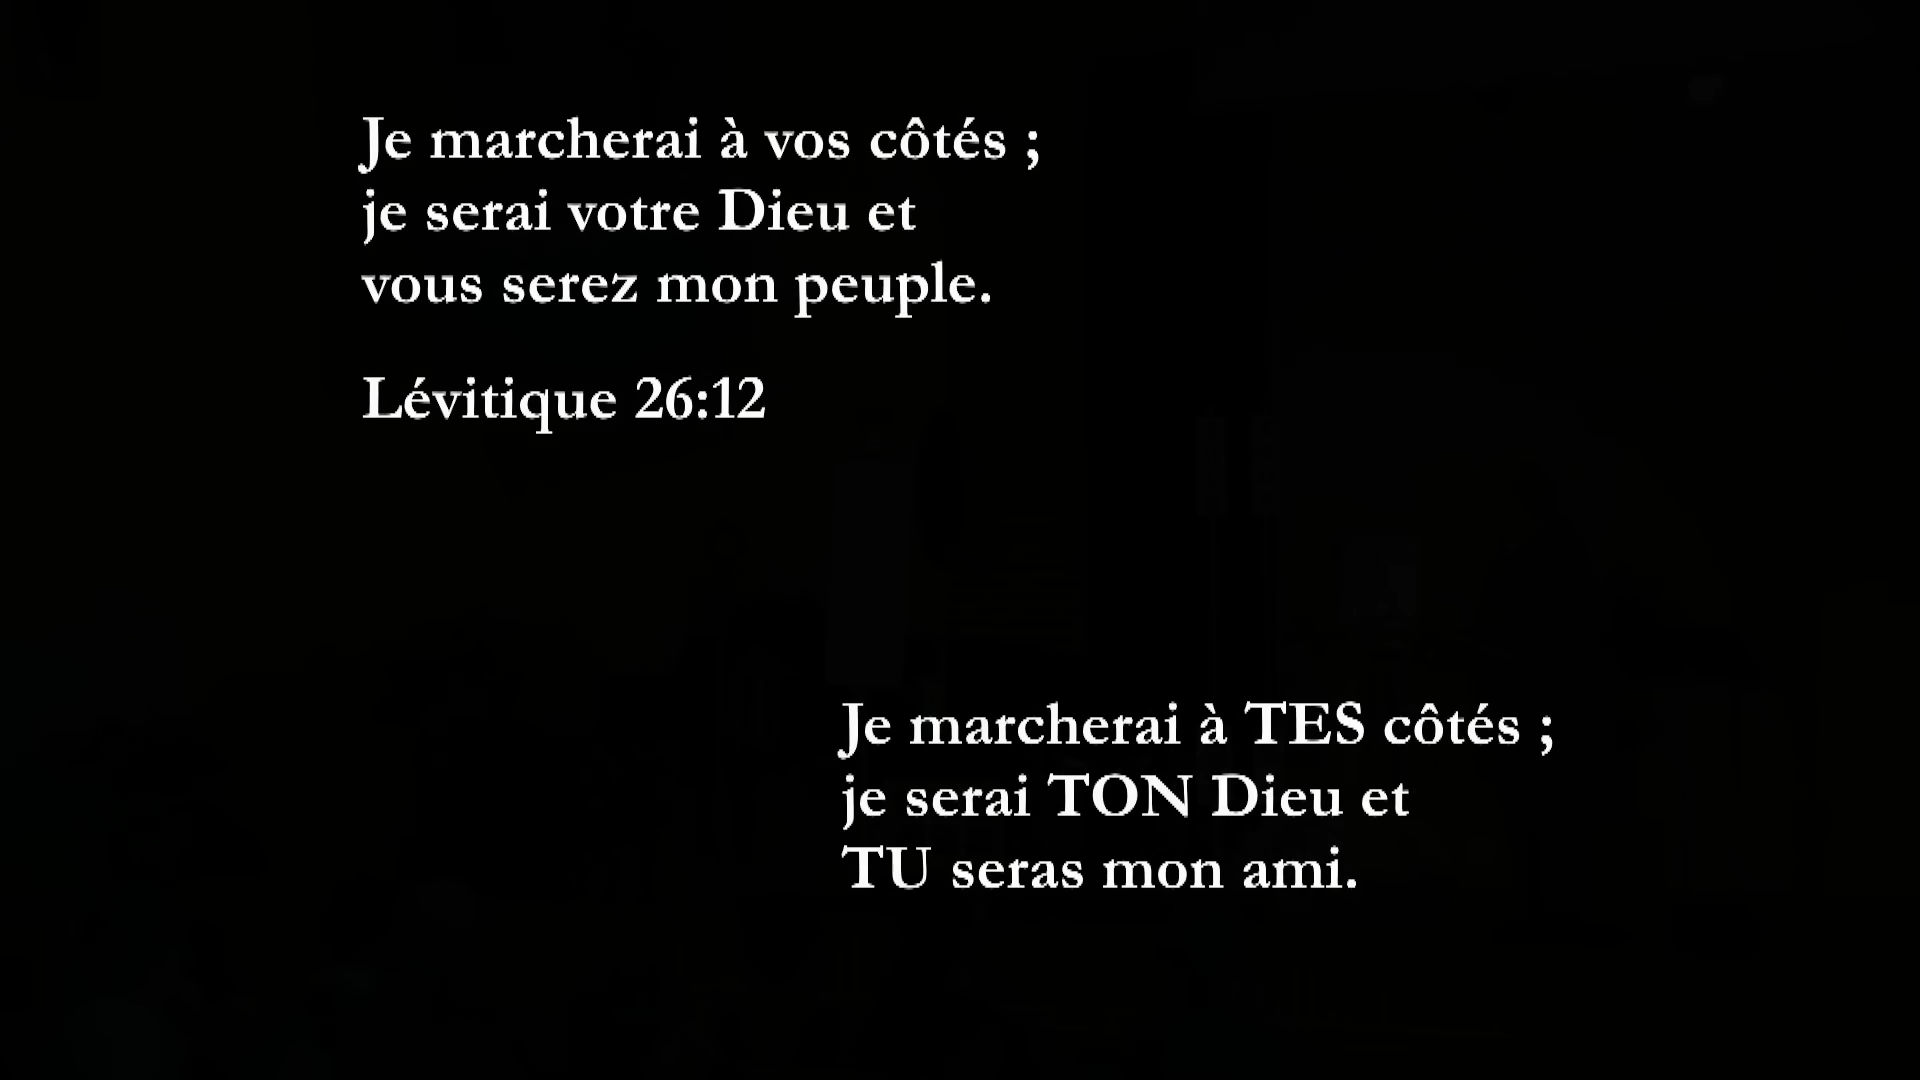 Je marcherai à vos côtés ;
je serai votre Dieu et
vous serez mon peuple.
Lévitique 26:12
Je marcherai à TES côtés ;
je serai TON Dieu et
TU seras mon ami.